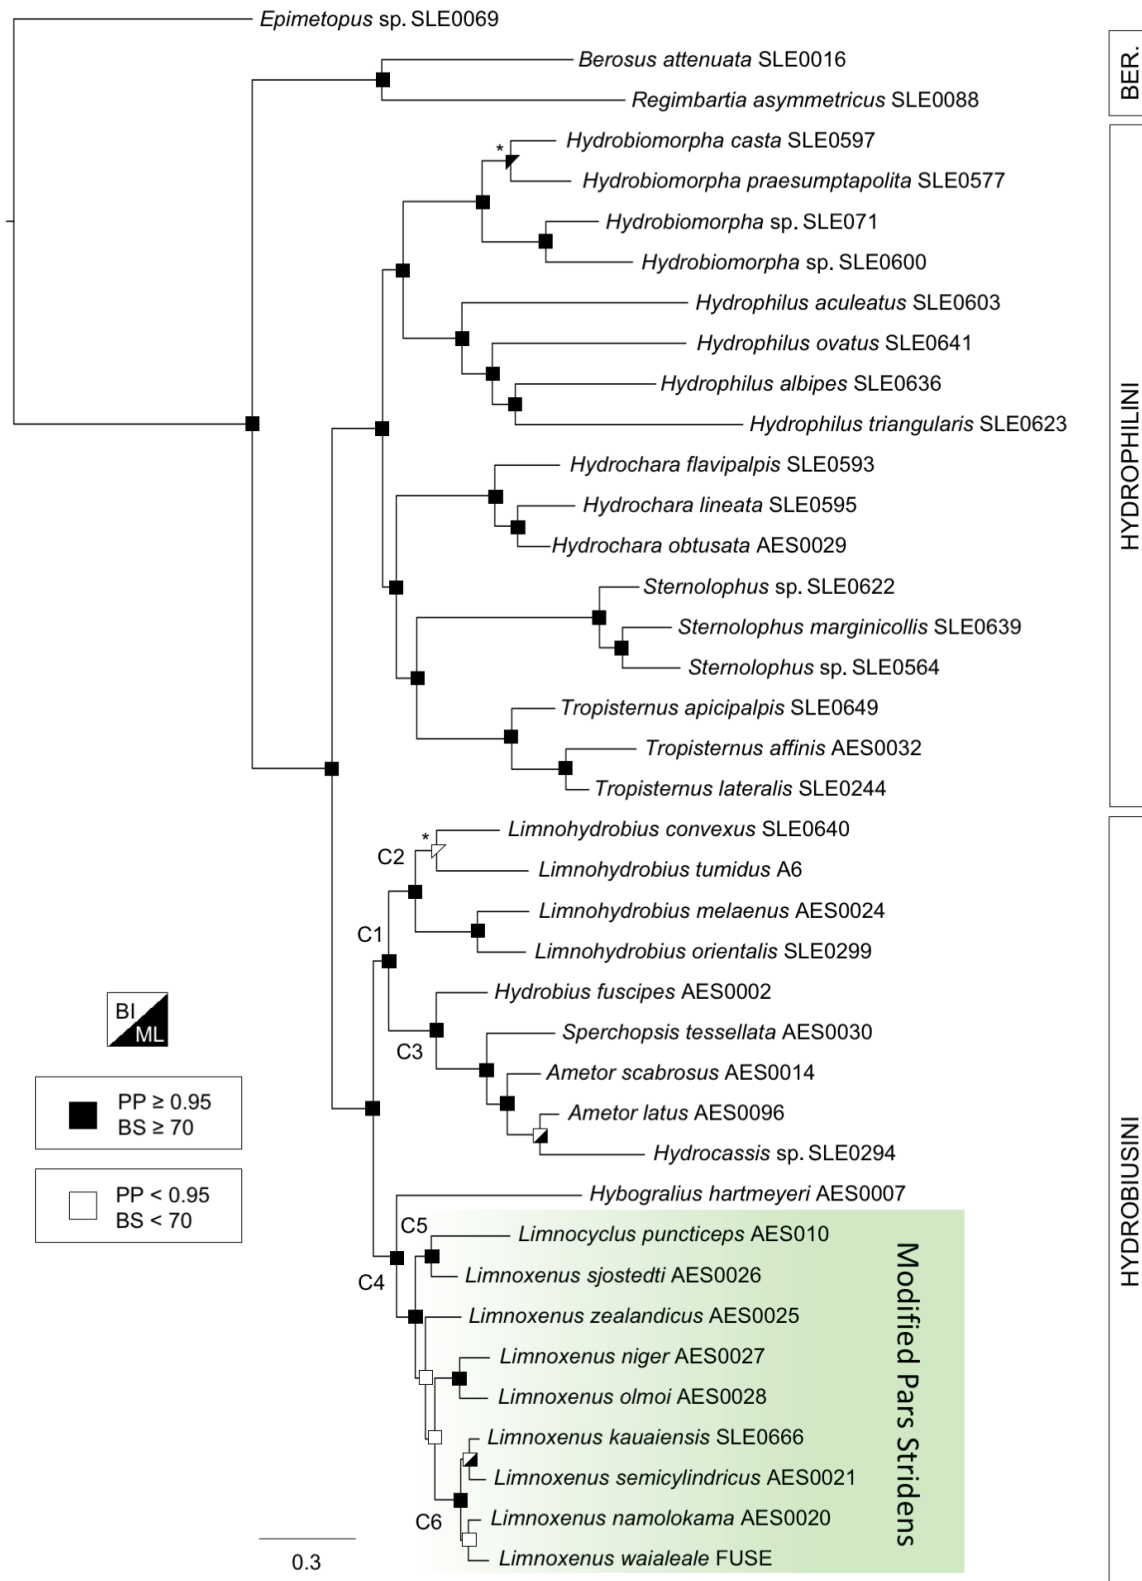 Epimetopus sp. SLE0069
Berosus attenuata SLE0016
Regimbartia asymmetricus SLE0088
BER.
*
Hydrobiomorpha casta SLE0597
Hydrobiomorpha praesumptapolita SLE0577
Hydrobiomorpha sp. SLE071
Hydrobiomorpha sp. SLE0600
Hydrophilus aculeatus SLE0603
Hydrophilus ovatus SLE0641
Hydrophilus albipes SLE0636
Hydrophilus triangularis SLE0623
Hydrochara flavipalpis SLE0593
Hydrochara lineata SLE0595
Hydrochara obtusata AES0029
Sternolophus sp. SLE0622
Sternolophus marginicollis SLE0639
Sternolophus sp. SLE0564
Tropisternus apicipalpis SLE0649
Tropisternus affinis AES0032
Tropisternus lateralis SLE0244
HYDROPHILINI
*
Limnohydrobius convexus SLE0640
C2
Limnohydrobius tumidus A6
Limnohydrobius melaenus AES0024
C1
Limnohydrobius orientalis SLE0299
Hydrobius fuscipes AES0002
Sperchopsis tessellata AES0030
C3
Ametor scabrosus AES0014
Ametor latus AES0096
Hydrocassis sp. SLE0294
Hybogralius hartmeyeri AES0007
C5
Limnocyclus puncticeps AES010
Limnoxenus sjostedti AES0026
C4
Limnoxenus zealandicus AES0025
Limnoxenus niger AES0027
Limnoxenus olmoi AES0028
Limnoxenus kauaiensis SLE0666
Limnoxenus semicylindricus AES0021
Limnoxenus namolokama AES0020
C6
Limnoxenus waialeale FUSE
Modified Pars Stridens
HYDROBIUSINI
BI
ML
PP ≥ 0.95
BS ≥ 70
PP < 0.95
BS < 70
0.3